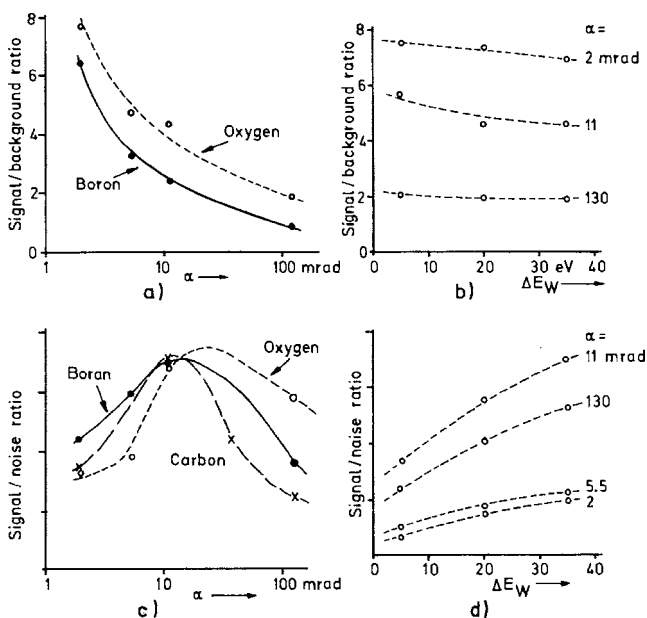 Signal/background ratio
8
6
4
2
0
Oxygen
Boron
1
10
100
mrad
α
a)
Signal/background ratio
8
6
4
2
0
α =
2 mrad
11
130
0
10
20
30
eV
40
ΔE_W
b)
Signal/noise ratio
Boran
Oxygen
Carbon
1
10
100
mrad
α
c)
Signal/noise ratio
α =
11 mrad
130
5.5
2
0
10
20
30
40
ΔE_W
d)